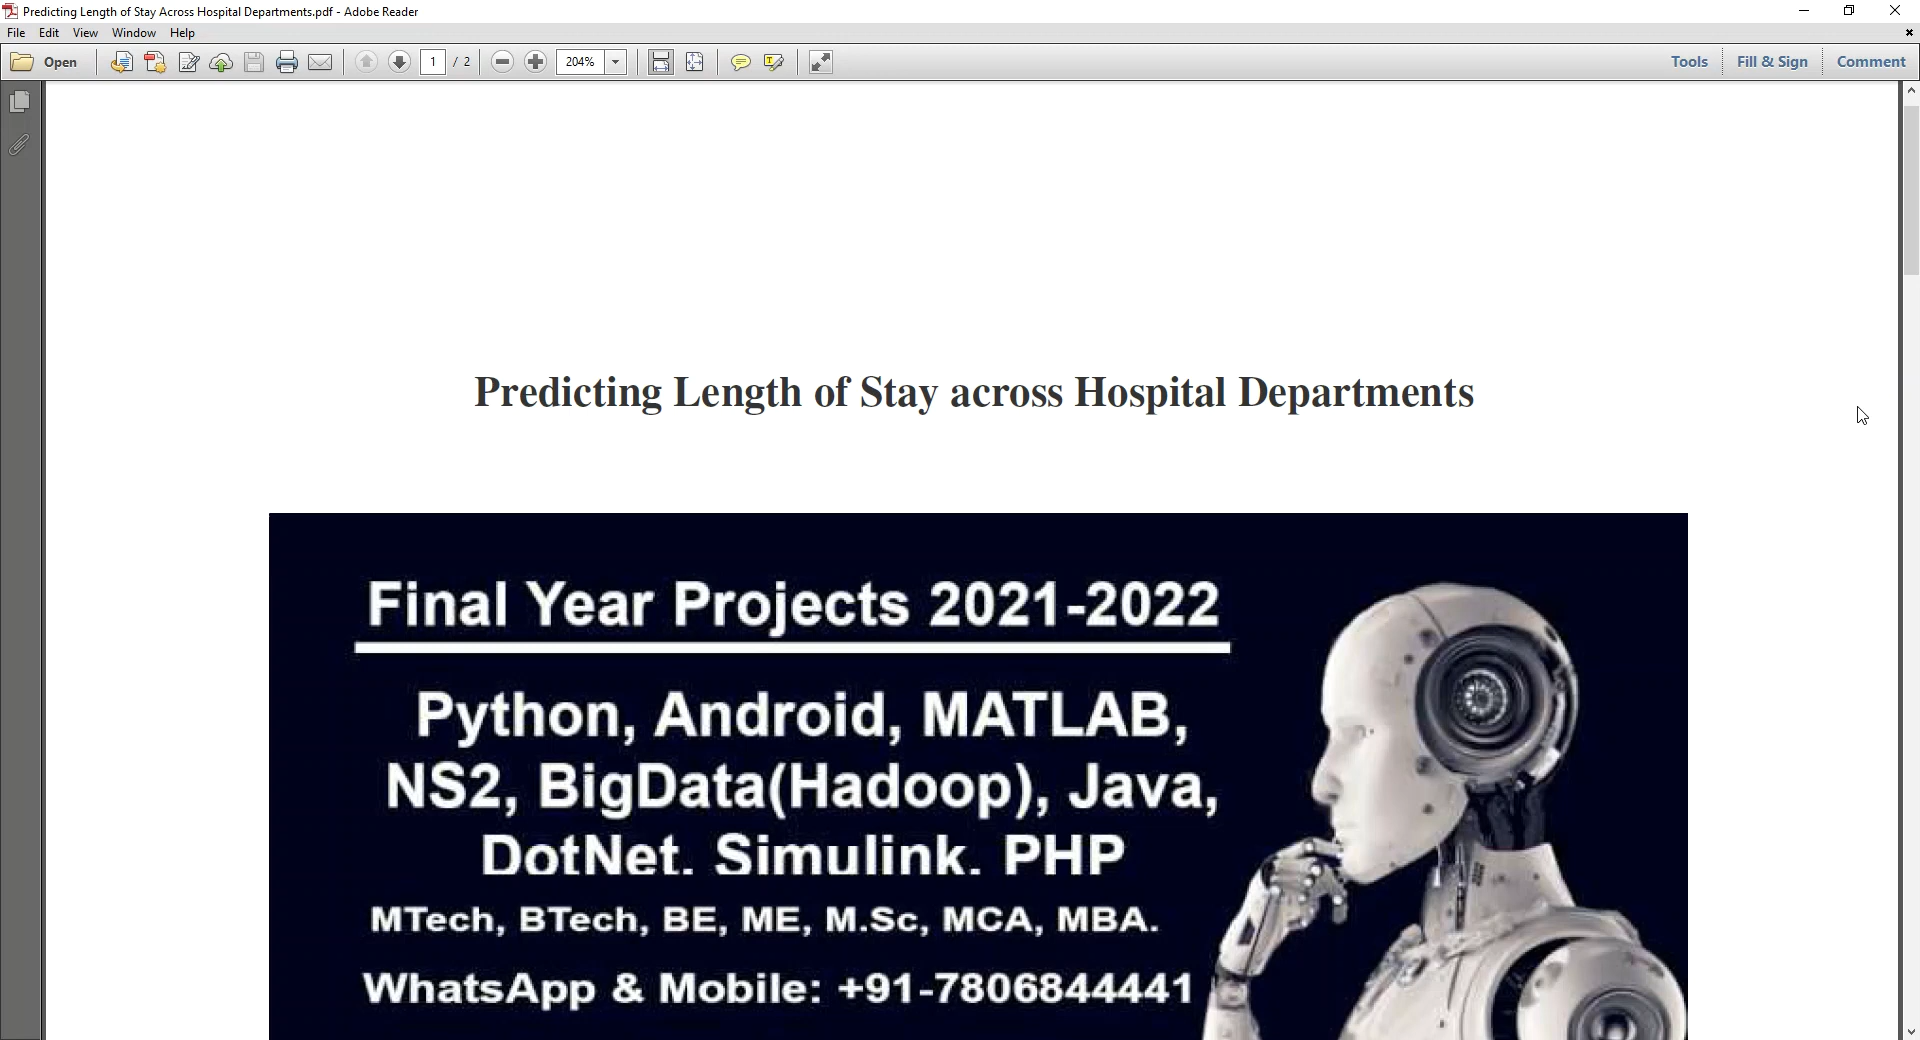 Predicting Length of Stay Across Hospital Departments.pdf - Adobe Reader
File Edit View Window Help
Open 1 / 2 204% Tools Fill & Sign Comment
Predicting Length of Stay across Hospital Departments
Final Year Projects 2021-2022
Python, Android, MATLAB,
NS2, BigData(Hadoop), Java,
DotNet. Simulink. PHP
MTech, BTech, BE, ME, M.Sc, MCA, MBA.
WhatsApp & Mobile: +91-7806844441